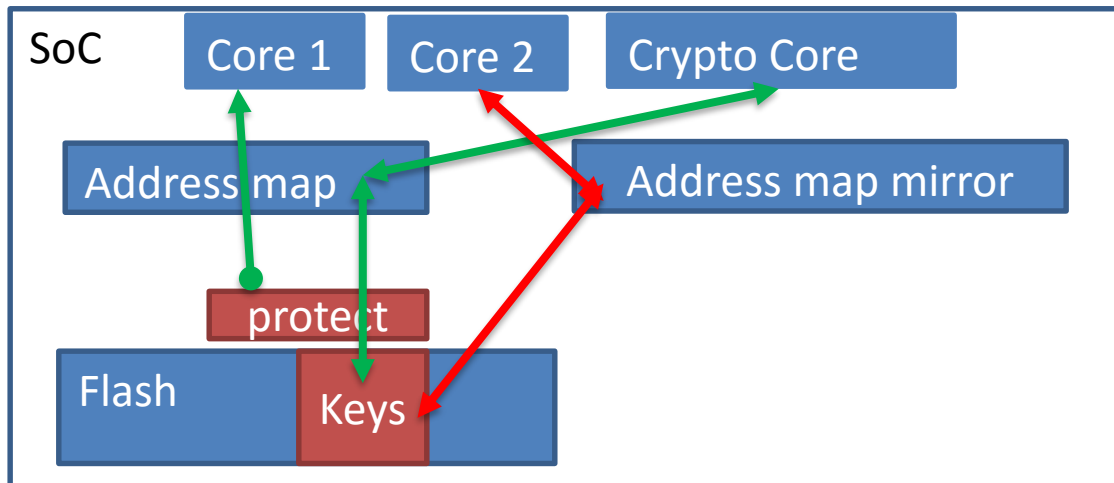 SoC
Core 1
Core 2
Crypto Core
Address map
Address map mirror
protect
Flash
Keys